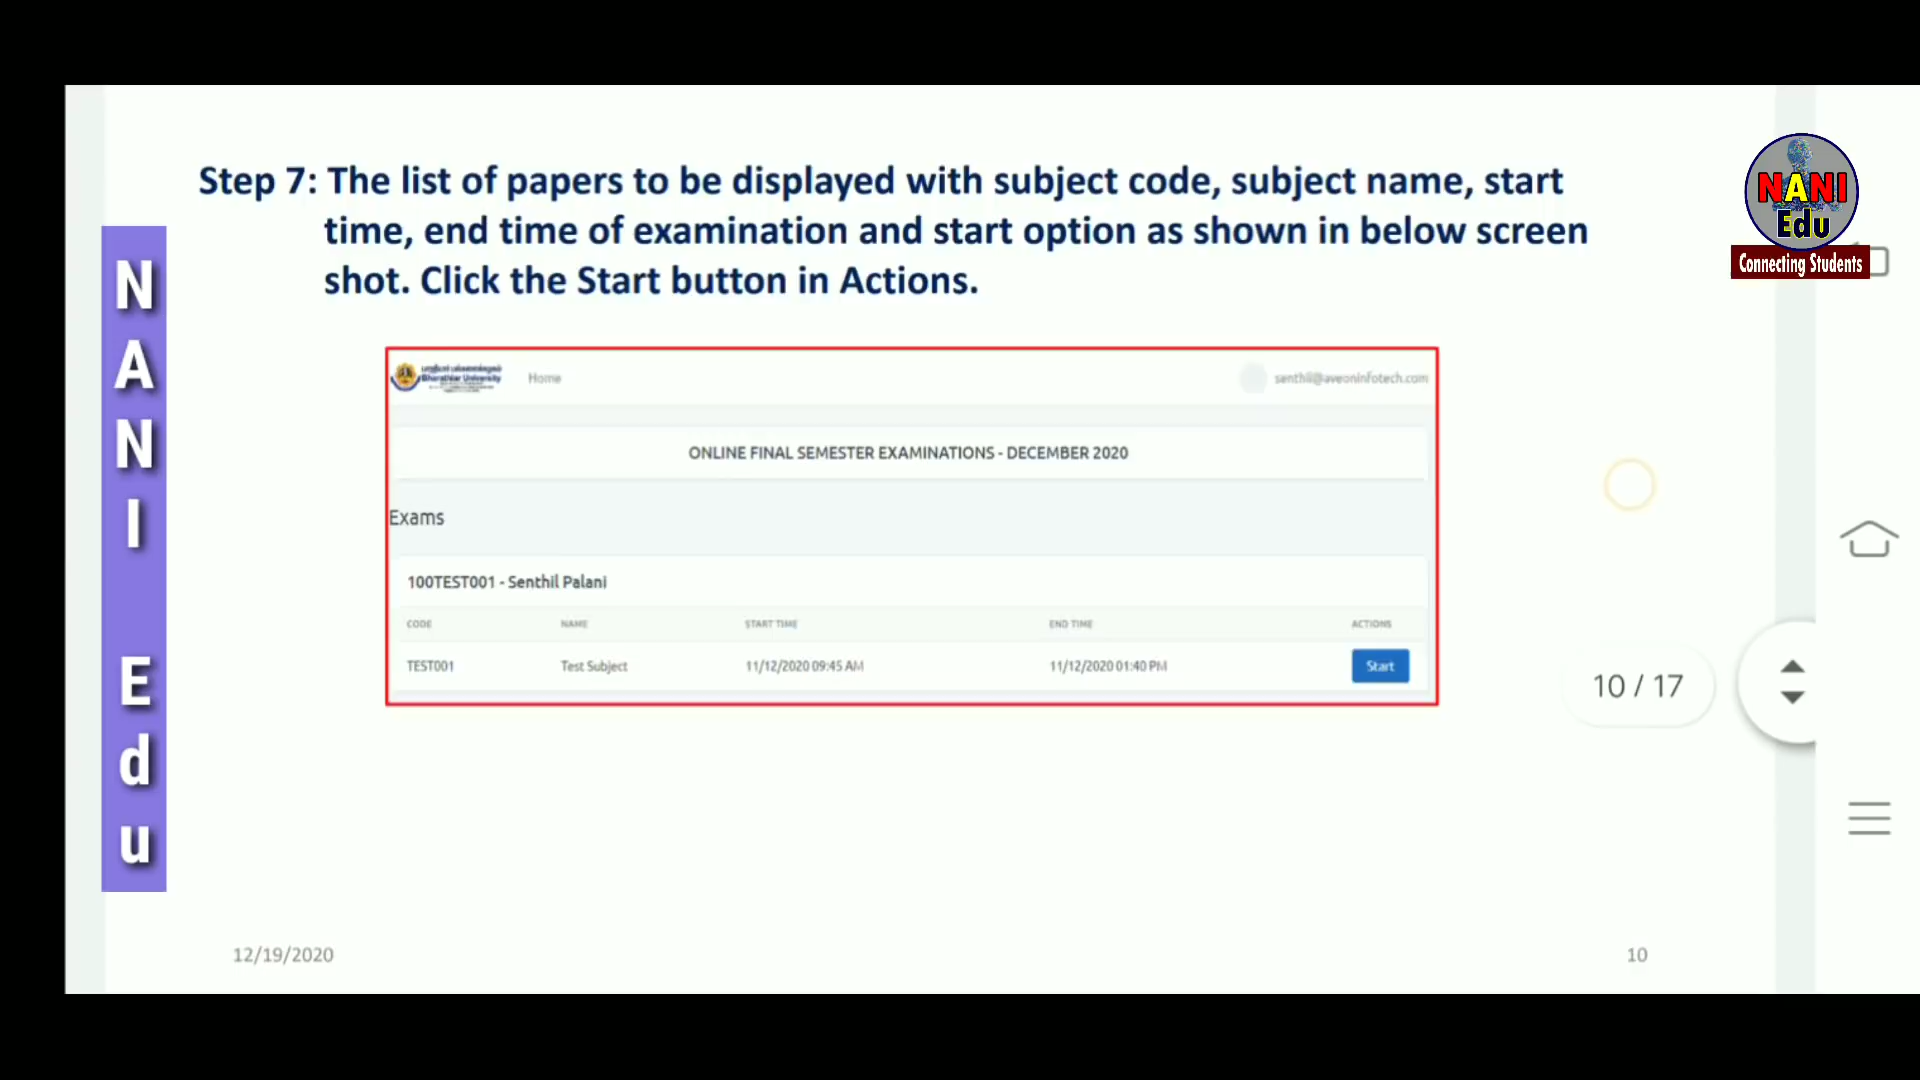 Step 7: The list of papers to be displayed with subject code, subject name, start
time, end time of examination and start option as shown in below screen
shot. Click the Start button in Actions.
NANI
Edu
Connecting Students
NANI Edu
Bharathiar University
Home
senthil@aveoninfotech.com
ONLINE FINAL SEMESTER EXAMINATIONS - DECEMBER 2020
Exams
100TEST001 - Senthil Palani
CODE NAME START TIME END TIME ACTIONS
TEST001 Test Subject 11/12/2020 09:45 AM 11/12/2020 01:40 PM Start
10 / 17
12/19/2020
10